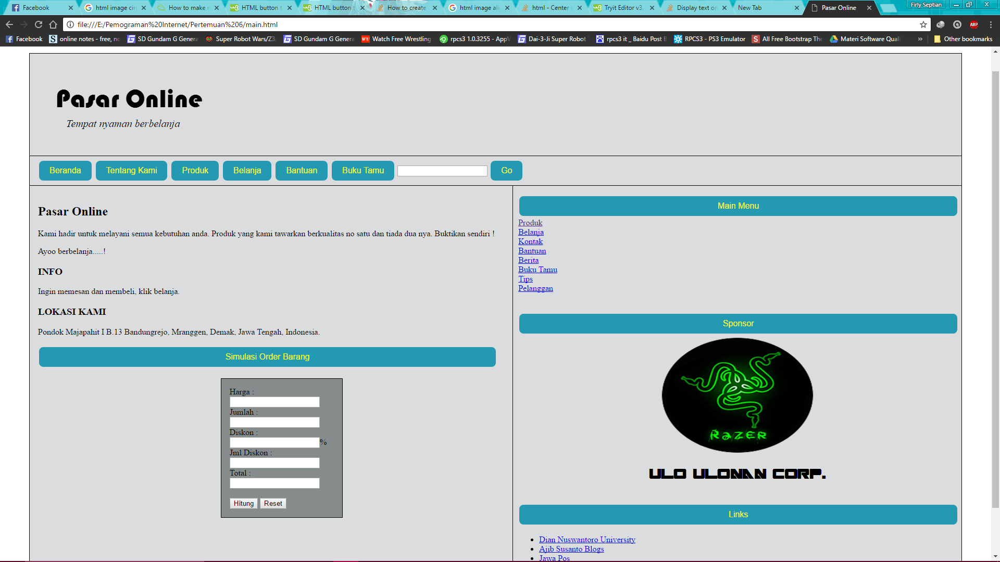 Facebook
html image cir
How to make r
HTML button t
HTML button t
How to create
html image ali
html - Center i
Tryit Editor v3.
Display text on
New Tab
Pasar Online
Firly Septian
file:///E:/Pemograman%20Internet/Pertemuan%206/main.html
ABP
Facebook
S online notes - free, no
SD Gundam G Genera
Super Robot Wars/Z3
SD Gundam G Genera
WU Watch Free Wrestling
rpcs3 1.0.3255 - AppV
Dai-3-Ji Super Robot
rpcs3 it _ Baidu Post B
RPCS3 - PS3 Emulator
S All Free Bootstrap The
Materi Software Quali
»
Other bookmarks
Pasar Online
Tempat nyaman berbelanja
Beranda Tentang Kami Produk Belanja Bantuan Buku Tamu Go
Pasar Online
Kami hadir untuk melayani semua kebutuhan anda. Produk yang kami tawarkan berkualitas no satu dan tiada dua nya. Buktikan sendiri !
Ayoo berbelanja.....!
INFO
Ingin memesan dan membeli, klik belanja.
LOKASI KAMI
Pondok Majapahit I B.13 Bandungrejo, Mranggen, Demak, Jawa Tengah, Indonesia.
Simulasi Order Barang
Harga :
Jumlah :
Diskon :
%
Jml Diskon :
Total :
Hitung Reset
Main Menu
Produk
Belanja
Kontak
Bantuan
Berita
Buku Tamu
Tips
Pelanggan
Sponsor
RAZER
ULO ULONAN CORP.
Links
Dian Nuswantoro University
Ajib Susanto Blogs
Jawa Pos